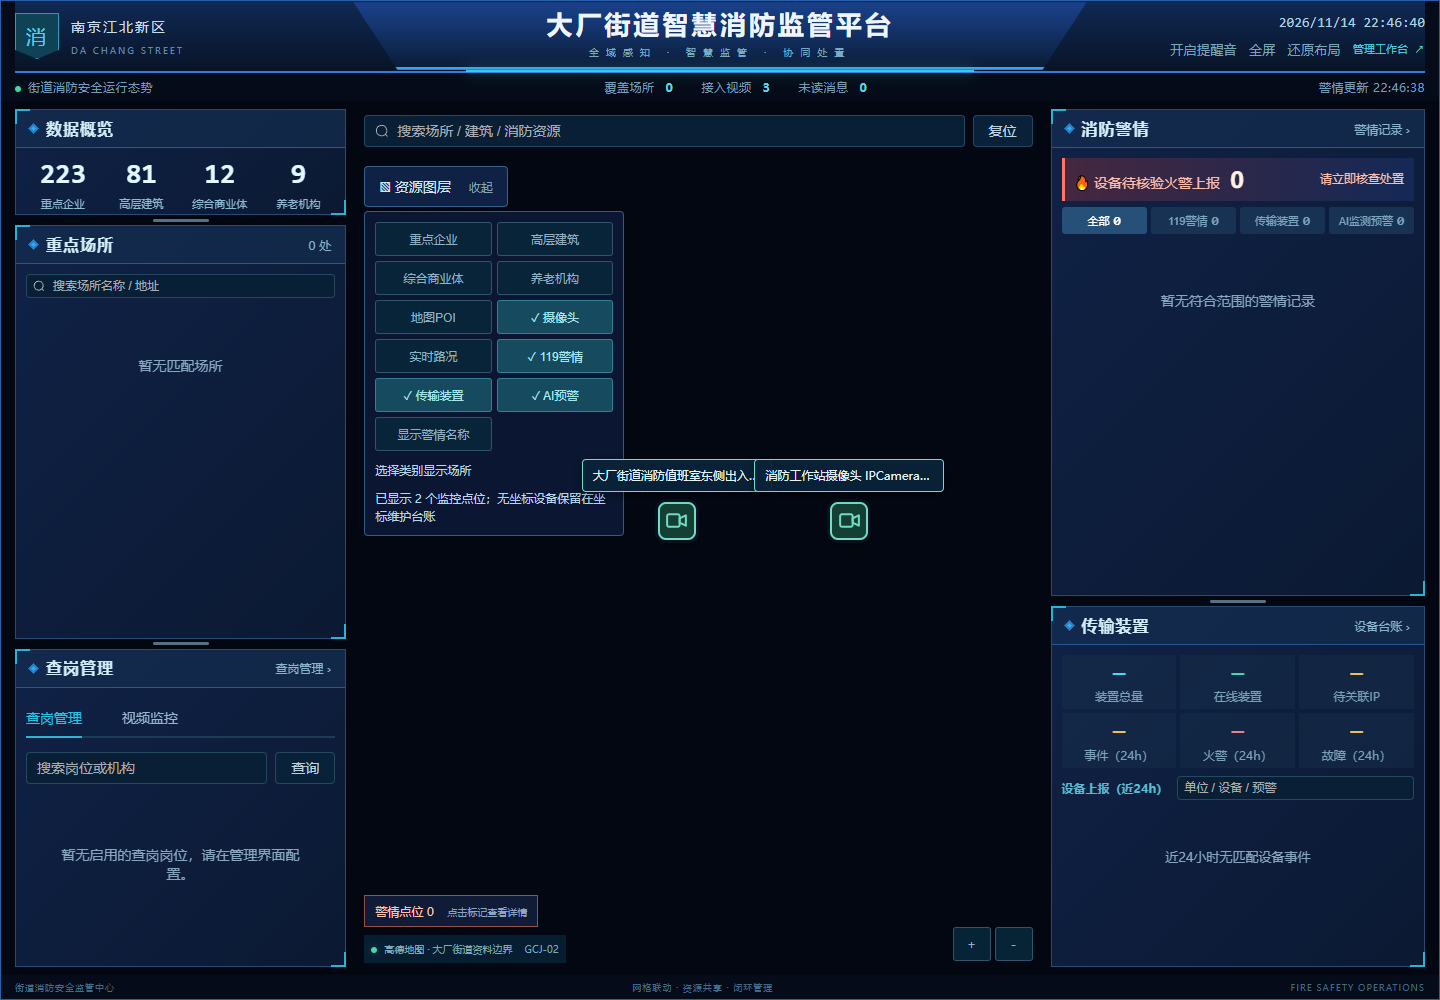 消
南京江北新区
DA CHANG STREET
大厂街道智慧消防监管平台
全域感知 · 智慧监管 · 协同处置
2026/11/14 22:46:40
开启提醒音 全屏 还原布局 管理工作台 ↗
街道消防安全运行态势
覆盖场所 0 接入视频 3 未读消息 0
警情更新 22:46:38
数据概览
223 81 12 9
重点企业 高层建筑 综合商业体 养老机构
重点场所 0 处
搜索场所名称 / 地址
暂无匹配场所
查岗管理 查岗管理 ›
查岗管理 视频监控
搜索岗位或机构 查询
暂无启用的查岗岗位，请在管理界面配
置。
搜索场所 / 建筑 / 消防资源 复位
资源图层 收起
重点企业 高层建筑
综合商业体 养老机构
地图POI ✓ 摄像头
实时路况 ✓ 119警情
✓ 传输装置 ✓ AI预警
显示警情名称
选择类别显示场所
已显示 2 个监控点位；无坐标设备保留在坐
标维护台账
大厂街道消防值班室东侧出入...
消防工作站摄像头 IPCamera...
警情点位 0 点击标记查看详情
高德地图 · 大厂街道资料边界 GCJ-02
+ -
消防警情 警情记录 ›
设备待核验火警上报 0 请立即核查处置
全部 0 119警情 0 传输装置 0 AI监测预警 0
暂无符合范围的警情记录
传输装置 设备台账 ›
— — —
装置总量 在线装置 待关联IP
— — —
事件（24h） 火警（24h） 故障（24h）
设备上报（近24h） 单位 / 设备 / 预警
近24小时无匹配设备事件
街道消防安全监管中心
网格联动 · 资源共享 · 闭环管理
FIRE SAFETY OPERATIONS